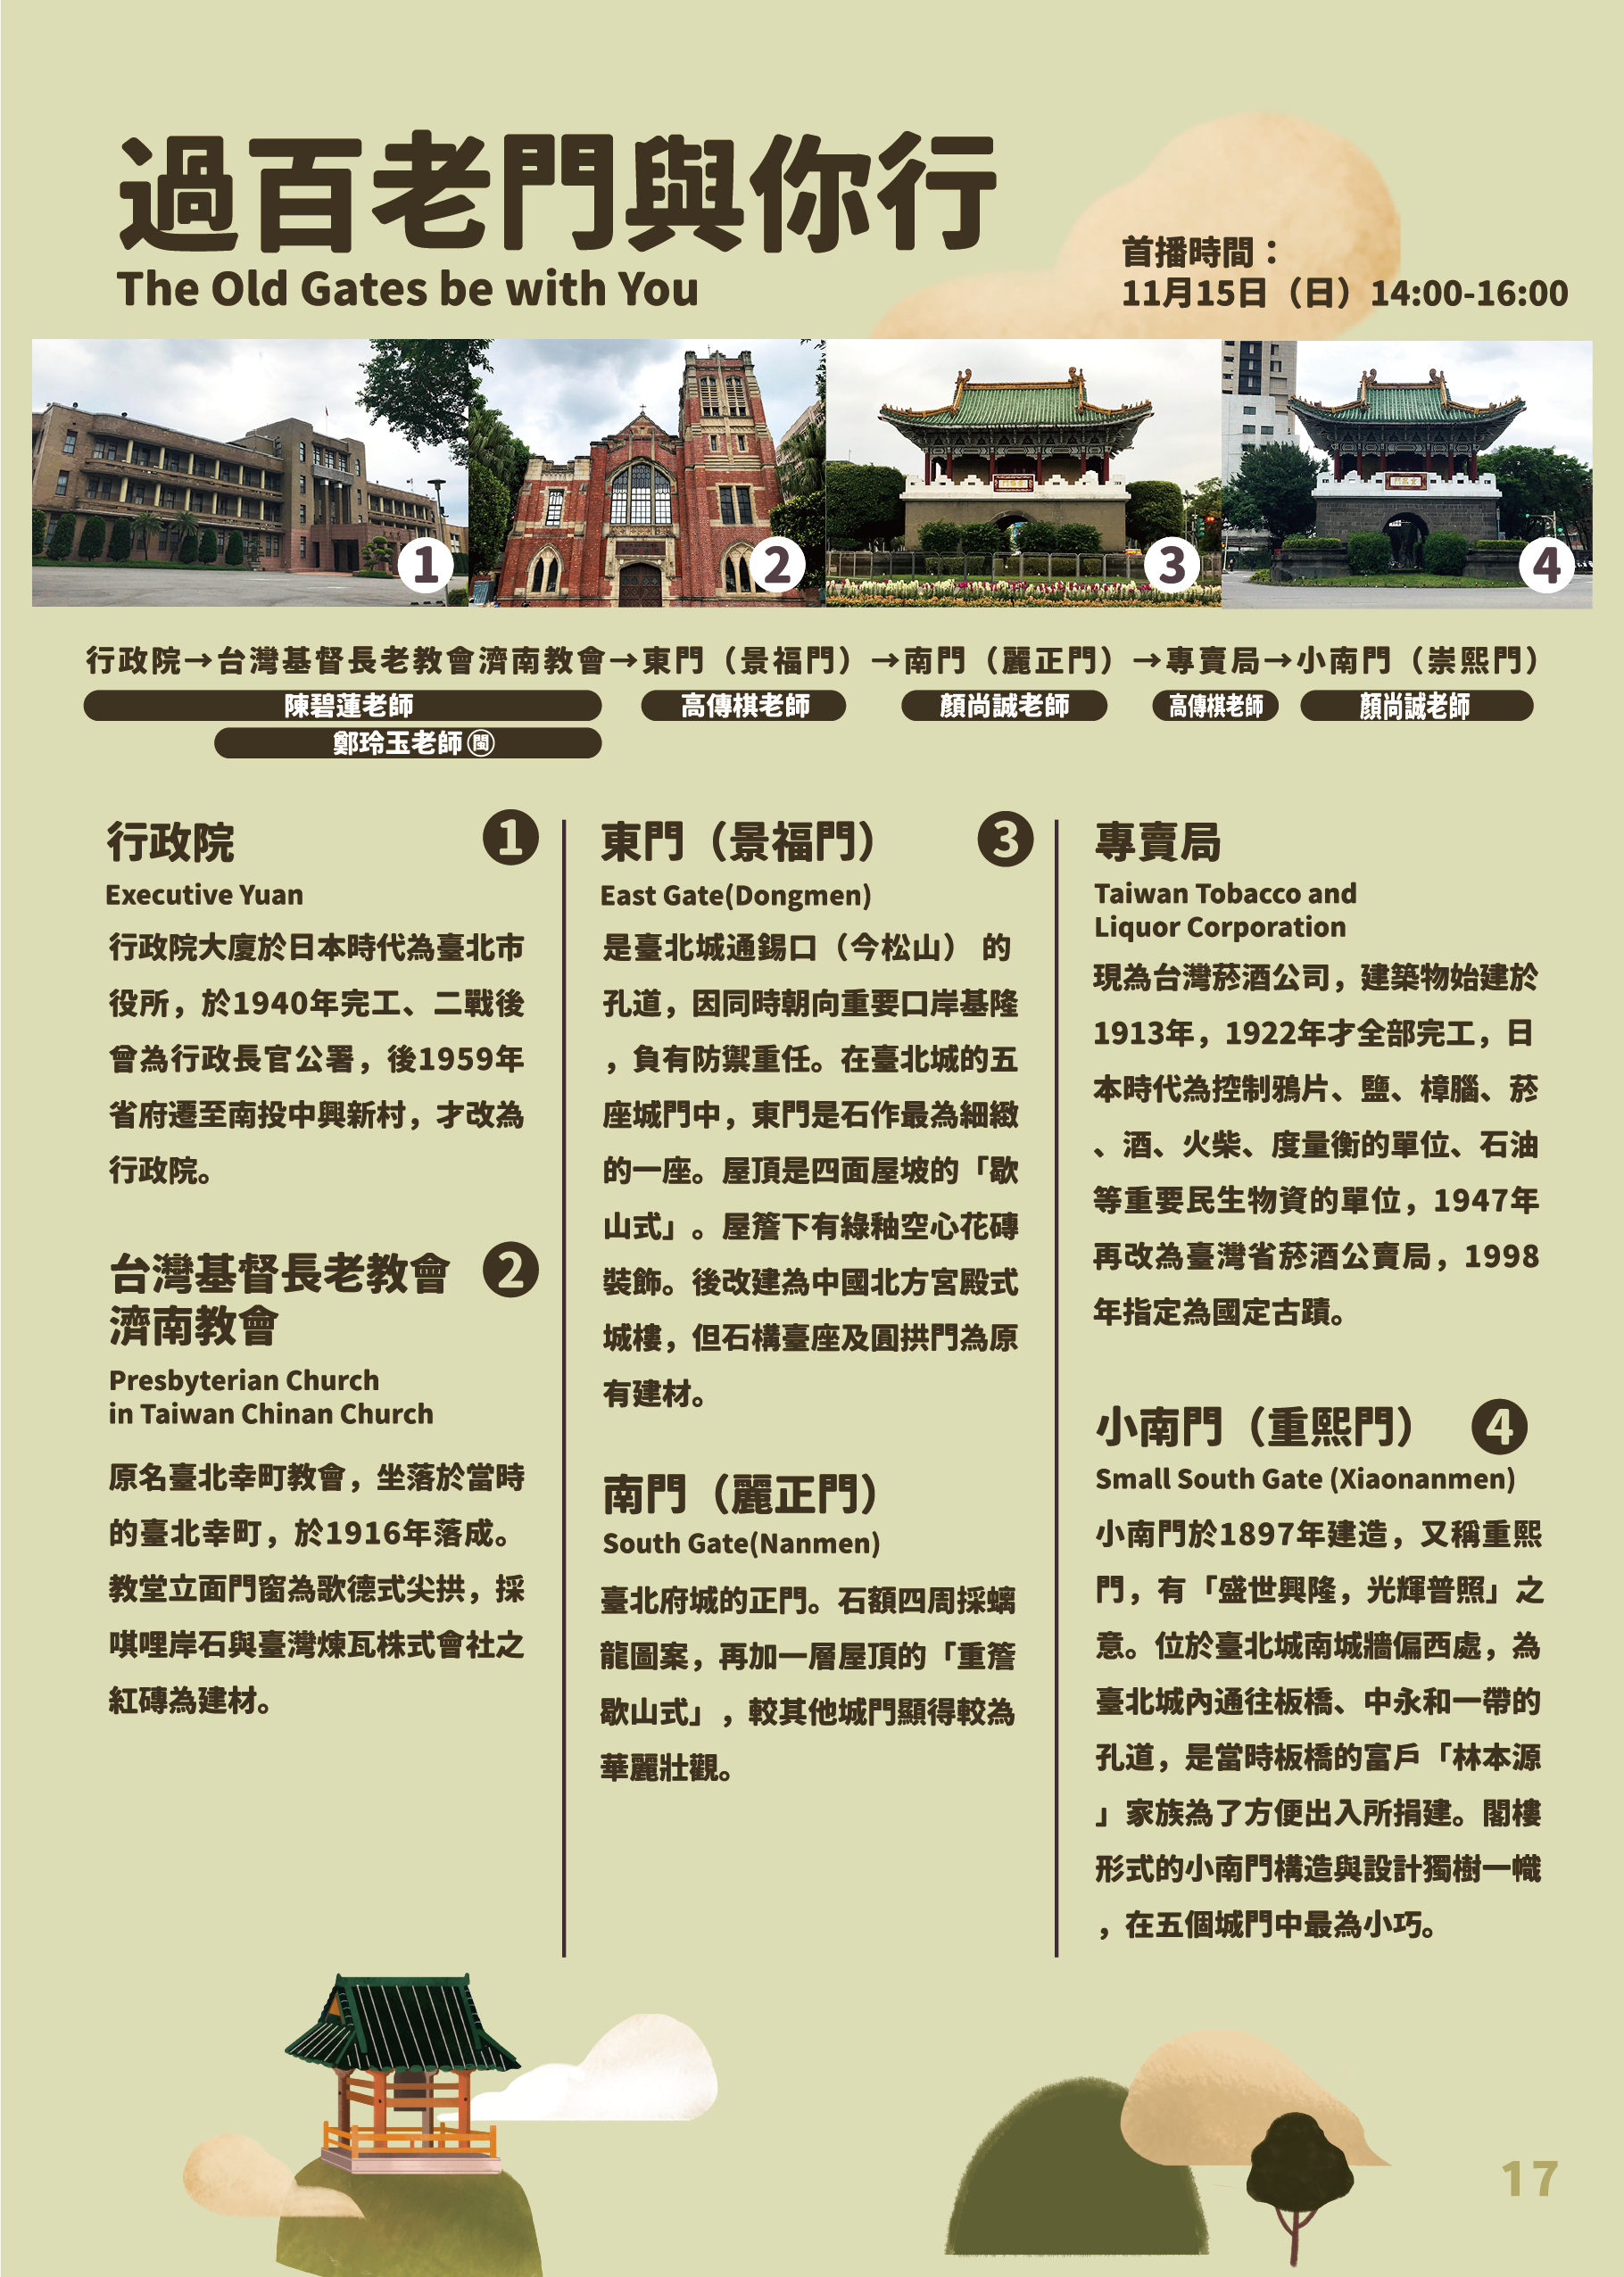 過百老門與你行
The Old Gates be with You
首播時間：
11月15日（日）14:00-16:00
1
2
3
4
行政院→台灣基督長老教會濟南教會→東門（景福門）→南門（麗正門）→專賣局→小南門（崇熙門）
陳碧蓮老師
高傳棋老師
顏尚誠老師
高傳棋老師
顏尚誠老師
鄭玲玉老師 閩
行政院 1
Executive Yuan
行政院大廈於日本時代為臺北市
役所，於1940年完工、二戰後
曾為行政長官公署，後1959年
省府遷至南投中興新村，才改為
行政院。
台灣基督長老教會 2
濟南教會
Presbyterian Church
in Taiwan Chinan Church
原名臺北幸町教會，坐落於當時
的臺北幸町，於1916年落成。
教堂立面門窗為歌德式尖拱，採
唭哩岸石與臺灣煉瓦株式會社之
紅磚為建材。
東門（景福門） 3
East Gate(Dongmen)
是臺北城通錫口（今松山） 的
孔道，因同時朝向重要口岸基隆
，負有防禦重任。在臺北城的五
座城門中，東門是石作最為細緻
的一座。屋頂是四面屋坡的「歇
山式」。屋簷下有綠釉空心花磚
裝飾。後改建為中國北方宮殿式
城樓，但石構臺座及圓拱門為原
有建材。
南門（麗正門）
South Gate(Nanmen)
臺北府城的正門。石額四周採螭
龍圖案，再加一層屋頂的「重簷
歇山式」，較其他城門顯得較為
華麗壯觀。
專賣局
Taiwan Tobacco and
Liquor Corporation
現為台灣菸酒公司，建築物始建於
1913年，1922年才全部完工，日
本時代為控制鴉片、鹽、樟腦、菸
、酒、火柴、度量衡的單位、石油
等重要民生物資的單位，1947年
再改為臺灣省菸酒公賣局，1998
年指定為國定古蹟。
小南門（重熙門） 4
Small South Gate (Xiaonanmen)
小南門於1897年建造，又稱重熙
門，有「盛世興隆，光輝普照」之
意。位於臺北城南城牆偏西處，為
臺北城內通往板橋、中永和一帶的
孔道，是當時板橋的富戶「林本源
」家族為了方便出入所捐建。閣樓
形式的小南門構造與設計獨樹一幟
，在五個城門中最為小巧。
17